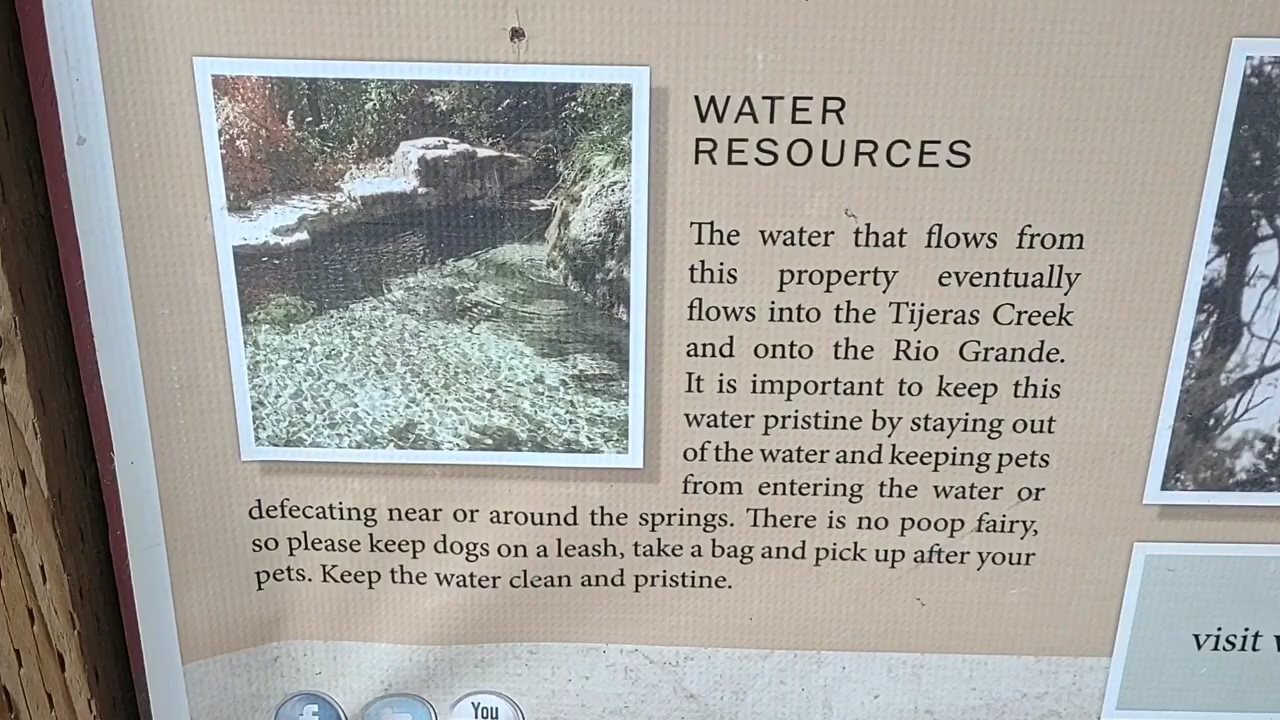 WATER
RESOURCES
The water that flows from
this property eventually
flows into the Tijeras Creek
and onto the Rio Grande.
It is important to keep this
water pristine by staying out
of the water and keeping pets
from entering the water or
defecating near or around the springs. There is no poop fairy,
so please keep dogs on a leash, take a bag and pick up after your
pets. Keep the water clean and pristine.
visit
f
You